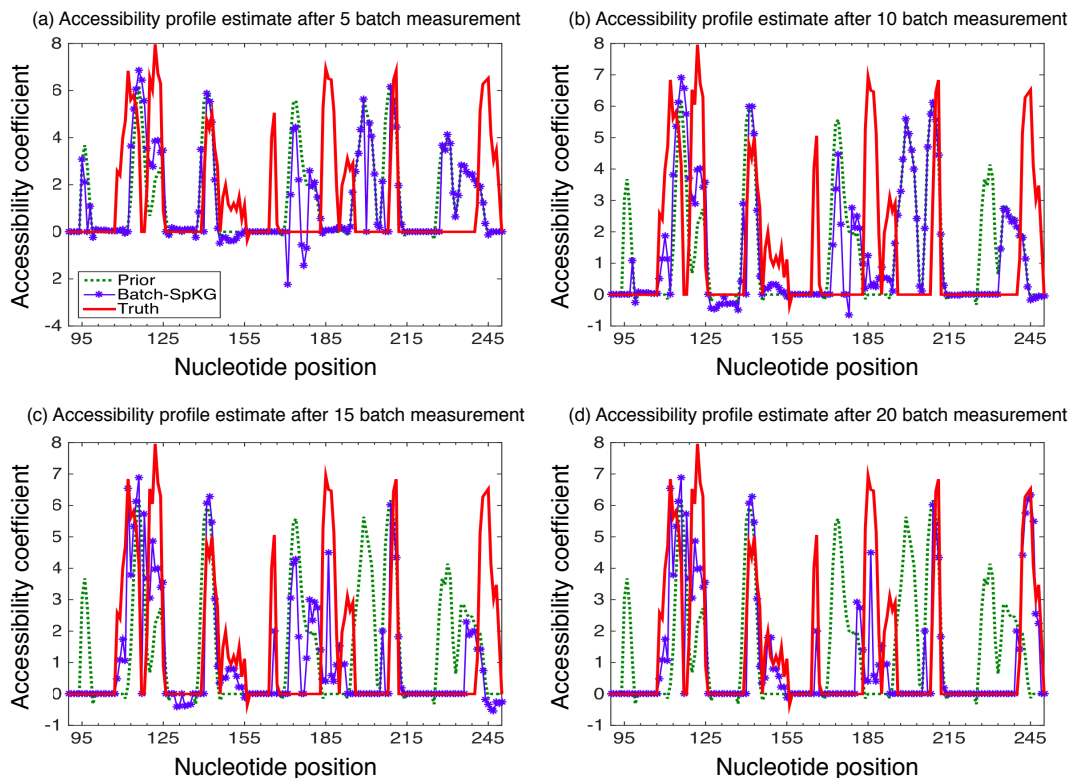 (a) Accessibility profile estimate after 5 batch measurement
8
6
4
2
0
2
-4
Accessibility coefficient
Prior
Batch-SpKG
Truth
95 125 155 185 215 245
Nucleotide position
(b) Accessibility profile estimate after 10 batch measurement
8
7
6
5
4
3
2
1
0
-1
Accessibility coefficient
95 125 155 185 215 245
Nucleotide position
(c) Accessibility profile estimate after 15 batch measurement
8
7
6
5
4
3
2
1
0
-1
Accessibility coefficient
95 125 155 185 215 245
Nucleotide position
(d) Accessibility profile estimate after 20 batch measurement
8
7
6
5
4
3
2
1
0
-1
Accessibility coefficient
95 125 155 185 215 245
Nucleotide position